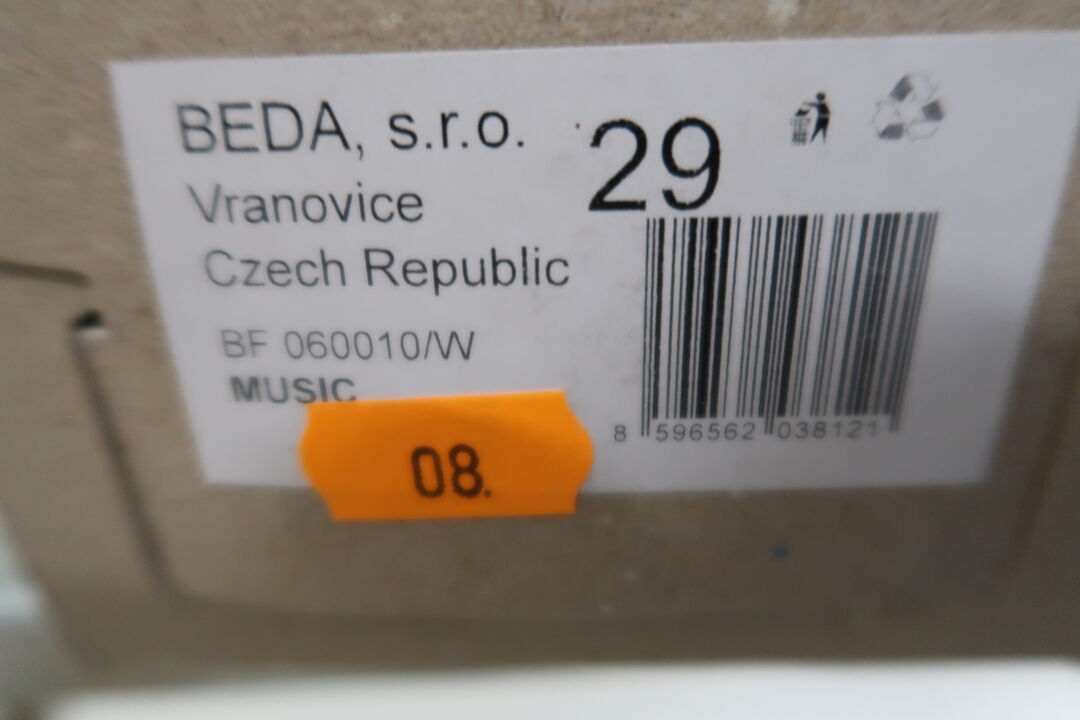 BEDA, s.r.o.
29
Vranovice
Czech Republic
BF 060010/W
MUSIC
08.
8 596562 038121